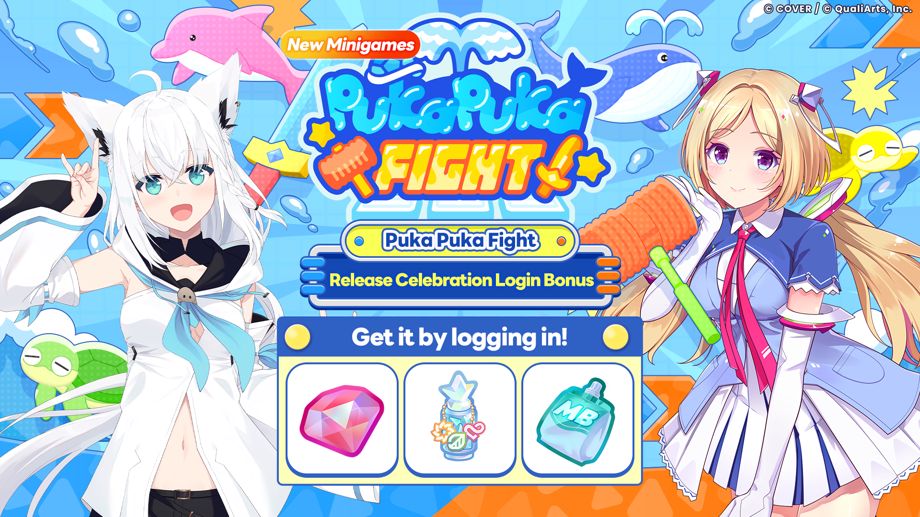 © COVER / © QualiArts, Inc.
New Minigames
PUKAPUKA
FIGHT
Puka Puka Fight
Release Celebration Login Bonus
Get it by logging in!
MB